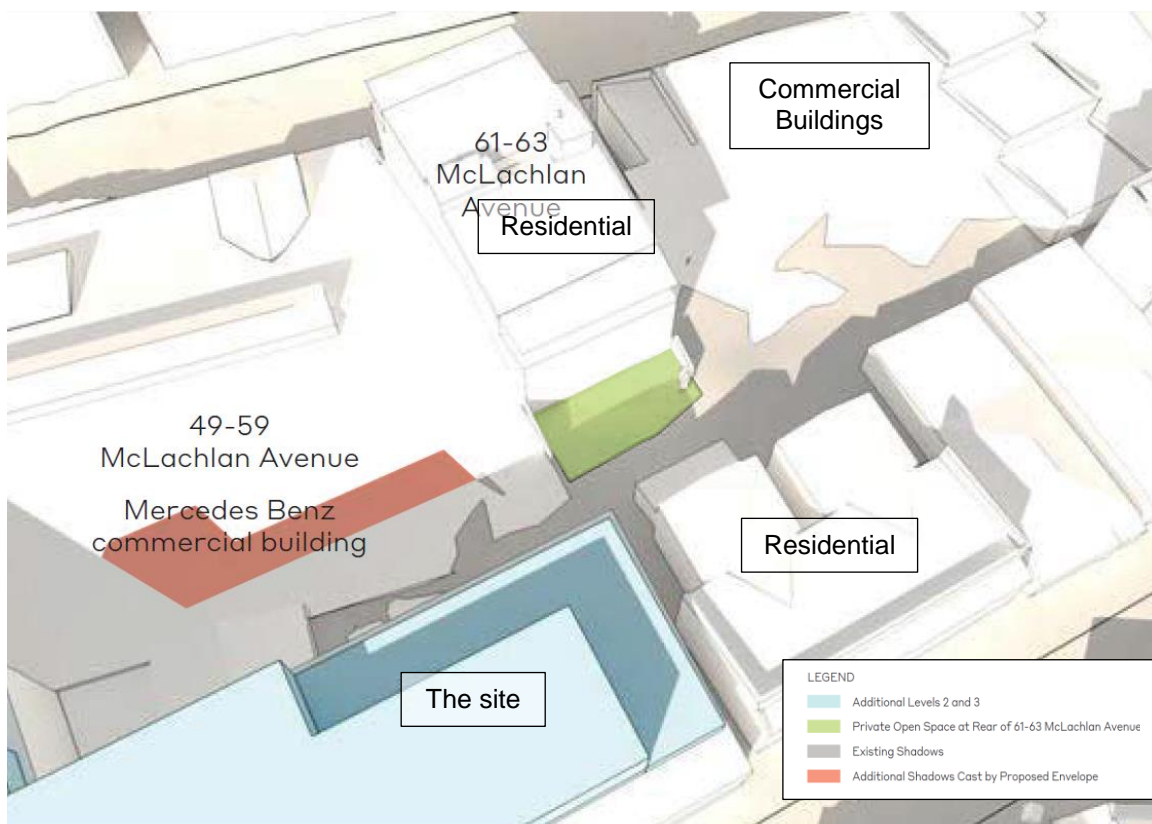 Commercial
Buildings
61-63
McLachlan
Avenue
Residential
49-59
McLachlan Avenue
Mercedes Benz
commercial building
Residential
The site
LEGEND
Additional Levels 2 and 3
Private Open Space at Rear of 61-63 McLachlan Avenue
Existing Shadows
Additional Shadows Cast by Proposed Envelope